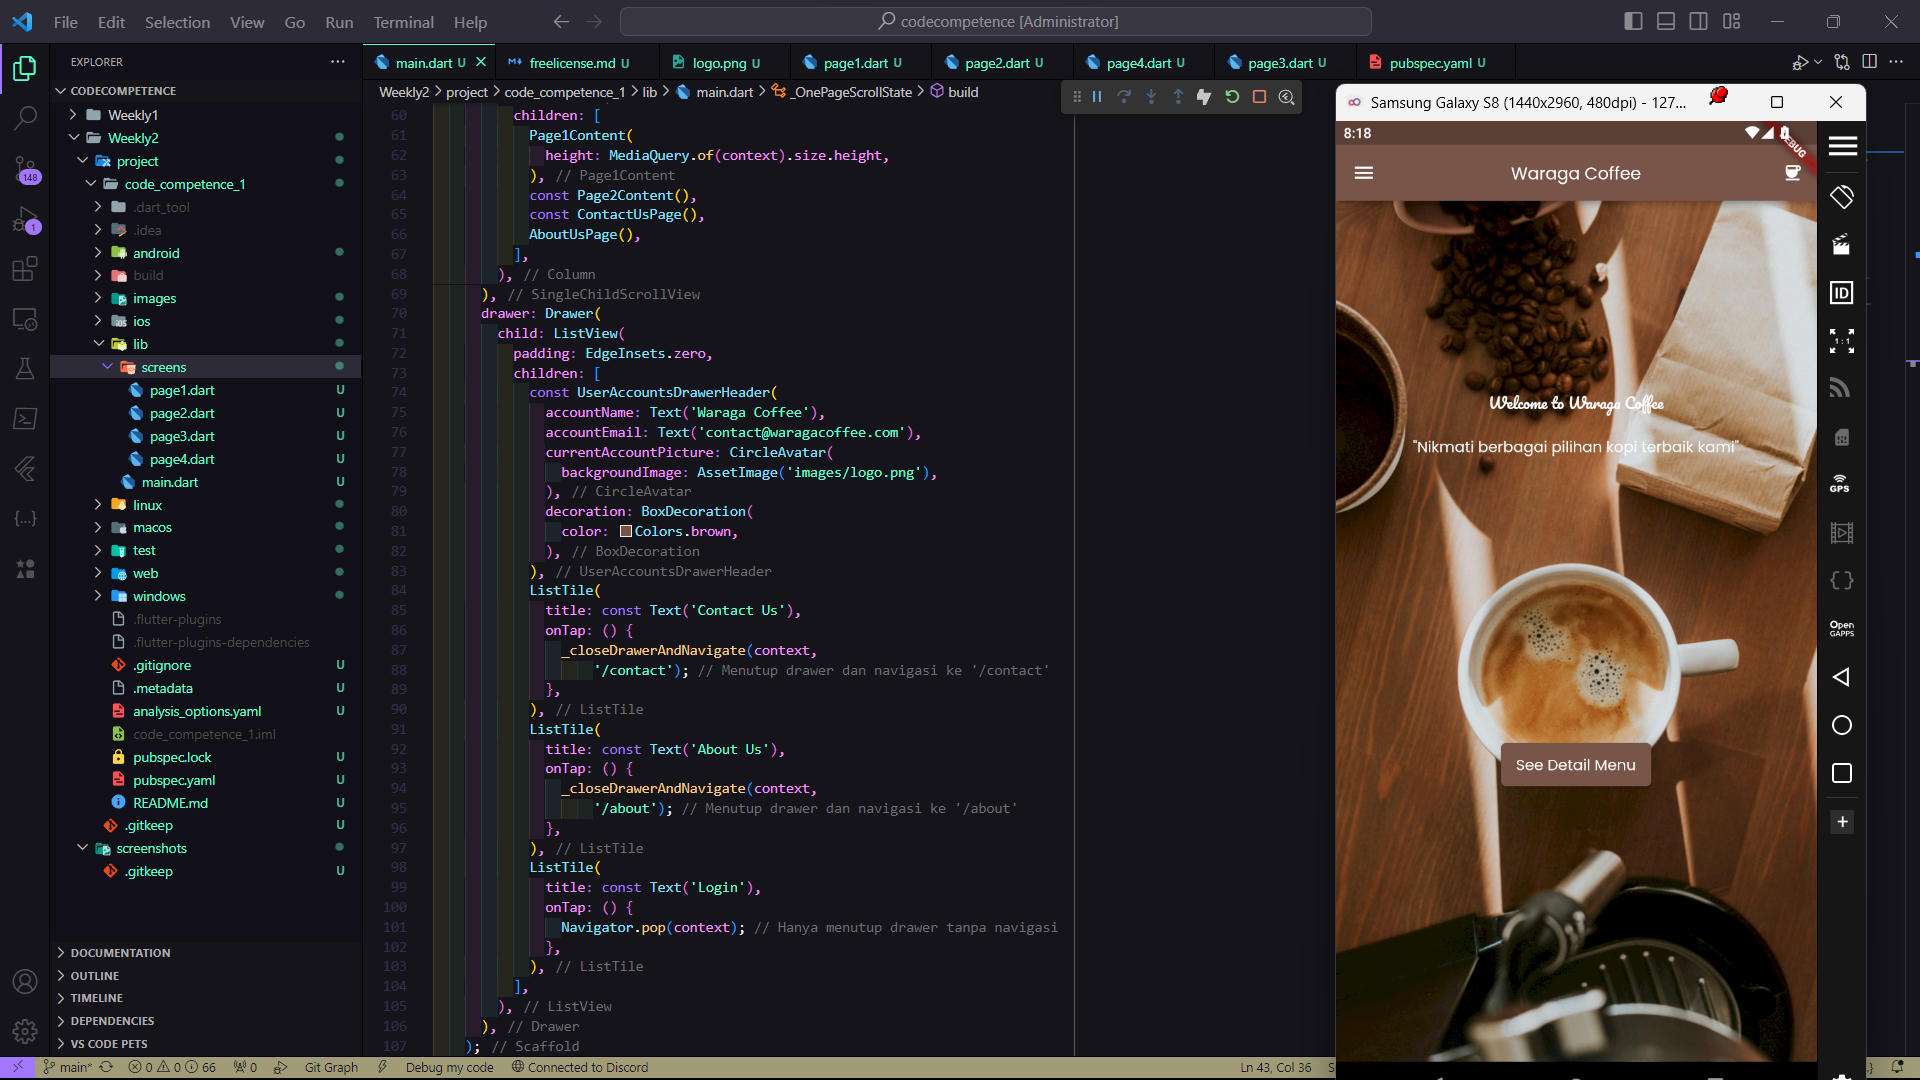 File Edit Selection View Go Run Terminal Help
codecompetence [Administrator]
EXPLORER
CODECOMPETENCE
Weekly1
Weekly2
project
code_competence_1
.dart_tool
.idea
android
build
images
ios
lib
screens
page1.dart U
page2.dart U
page3.dart U
page4.dart U
main.dart U
linux
macos
test
web
windows
.flutter-plugins
.flutter-plugins-dependencies
.gitignore U
.metadata U
analysis_options.yaml U
code_competence_1.iml
pubspec.lock U
pubspec.yaml U
README.md U
.gitkeep U
screenshots
.gitkeep U
DOCUMENTATION
OUTLINE
TIMELINE
DEPENDENCIES
VS CODE PETS
148
1
main.dart U freelicense.md U logo.png U page1.dart U page2.dart U page4.dart U page3.dart U pubspec.yaml U
Weekly2 > project > code_competence_1 > lib > main.dart > _OnePageScrollState > build
60 children: [
61 Page1Content(
62 height: MediaQuery.of(context).size.height,
63 ), // Page1Content
64 const Page2Content(),
65 const ContactUsPage(),
66 AboutUsPage(),
67 ],
68 ), // Column
69 ), // SingleChildScrollView
70 drawer: Drawer(
71 child: ListView(
72 padding: EdgeInsets.zero,
73 children: [
74 const UserAccountsDrawerHeader(
75 accountName: Text('Waraga Coffee'),
76 accountEmail: Text('contact@waragacoffee.com'),
77 currentAccountPicture: CircleAvatar(
78 backgroundImage: AssetImage('images/logo.png'),
79 ), // CircleAvatar
80 decoration: BoxDecoration(
81 color: Colors.brown,
82 ), // BoxDecoration
83 ), // UserAccountsDrawerHeader
84 ListTile(
85 title: const Text('Contact Us'),
86 onTap: () {
87 _closeDrawerAndNavigate(context,
88 '/contact'); // Menutup drawer dan navigasi ke '/contact'
89 },
90 ), // ListTile
91 ListTile(
92 title: const Text('About Us'),
93 onTap: () {
94 _closeDrawerAndNavigate(context,
95 '/about'); // Menutup drawer dan navigasi ke '/about'
96 },
97 ), // ListTile
98 ListTile(
99 title: const Text('Login'),
100 onTap: () {
101 Navigator.pop(context); // Hanya menutup drawer tanpa navigasi
102 },
103 ), // ListTile
104 ],
105 ), // ListView
106 ), // Drawer
107 ); // Scaffold
Samsung Galaxy S8 (1440x2960, 480dpi) - 127...
8:18
Waraga Coffee
Welcome to Waraga Coffee
"Nikmati berbagai pilihan kopi terbaik kami"
See Detail Menu
ID
1:1
GPS
Open GAPPS
main* 0 0 66 0 Git Graph Debug my code Connected to Discord
Ln 43, Col 36